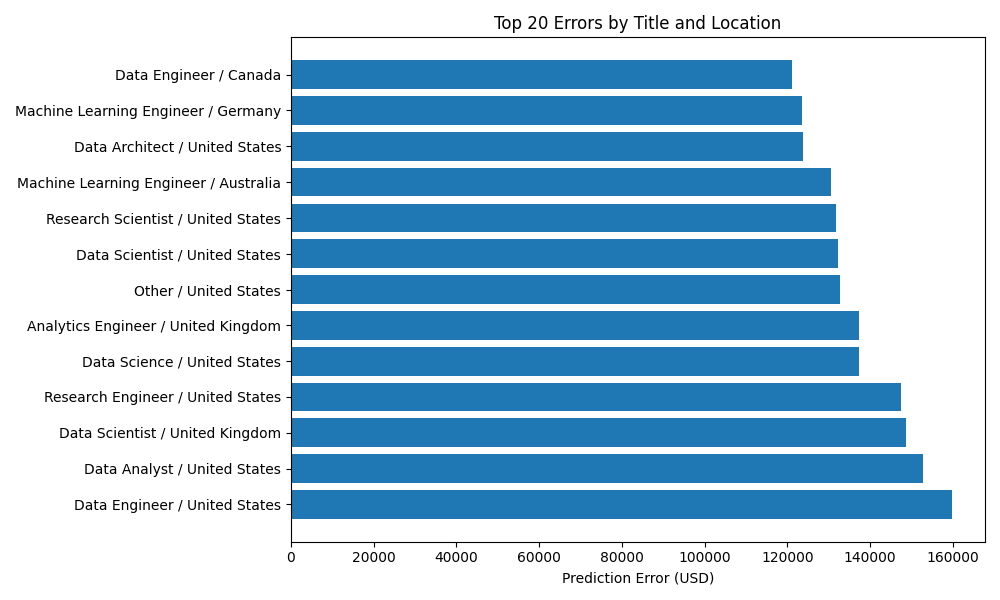 Top 20 Errors by Title and Location
Data Engineer / Canada
Machine Learning Engineer / Germany
Data Architect / United States
Machine Learning Engineer / Australia
Research Scientist / United States
Data Scientist / United States
Other / United States
Analytics Engineer / United Kingdom
Data Science / United States
Research Engineer / United States
Data Scientist / United Kingdom
Data Analyst / United States
Data Engineer / United States
0 20000 40000 60000 80000 100000 120000 140000 160000
Prediction Error (USD)